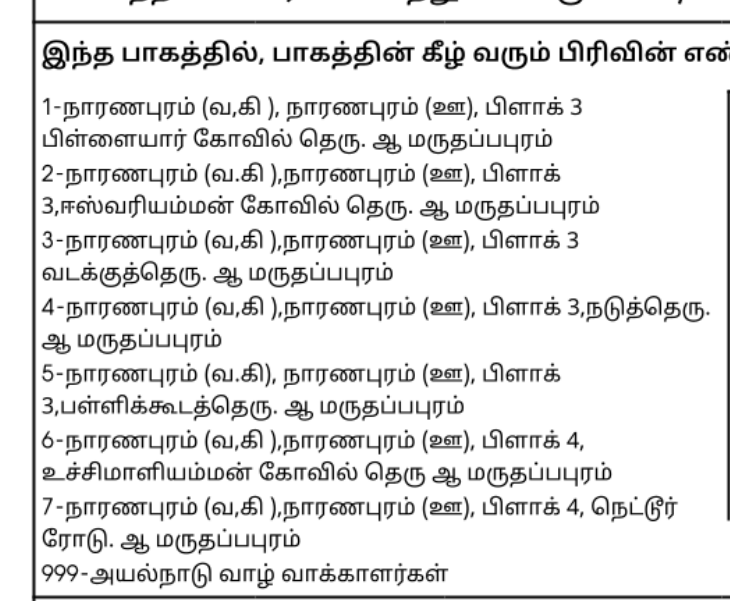 இந்த பாகத்தில், பாகத்தின் கீழ் வரும் பிரிவின் எண்
1-நாரணபுரம் (வ,கி ), நாரணபுரம் (ஊ), பிளாக் 3
பிள்ளையார் கோவில் தெரு. ஆ மருதப்பபுரம்
2-நாரணபுரம் (வ.கி ),நாரணபுரம் (ஊ), பிளாக்
3,ஈஸ்வரியம்மன் கோவில் தெரு. ஆ மருதப்பபுரம்
3-நாரணபுரம் (வ,கி ),நாரணபுரம் (ஊ), பிளாக் 3
வடக்குத்தெரு. ஆ மருதப்பபுரம்
4-நாரணபுரம் (வ,கி ),நாரணபுரம் (ஊ), பிளாக் 3,நடுத்தெரு.
ஆ மருதப்பபுரம்
5-நாரணபுரம் (வ.கி), நாரணபுரம் (ஊ), பிளாக்
3,பள்ளிக்கூடத்தெரு. ஆ மருதப்பபுரம்
6-நாரணபுரம் (வ,கி ),நாரணபுரம் (ஊ), பிளாக் 4,
உச்சிமாளியம்மன் கோவில் தெரு ஆ மருதப்பபுரம்
7-நாரணபுரம் (வ,கி ),நாரணபுரம் (ஊ), பிளாக் 4, நெட்டூர்
ரோடு. ஆ மருதப்பபுரம்
999-அயல்நாடு வாழ் வாக்காளர்கள்